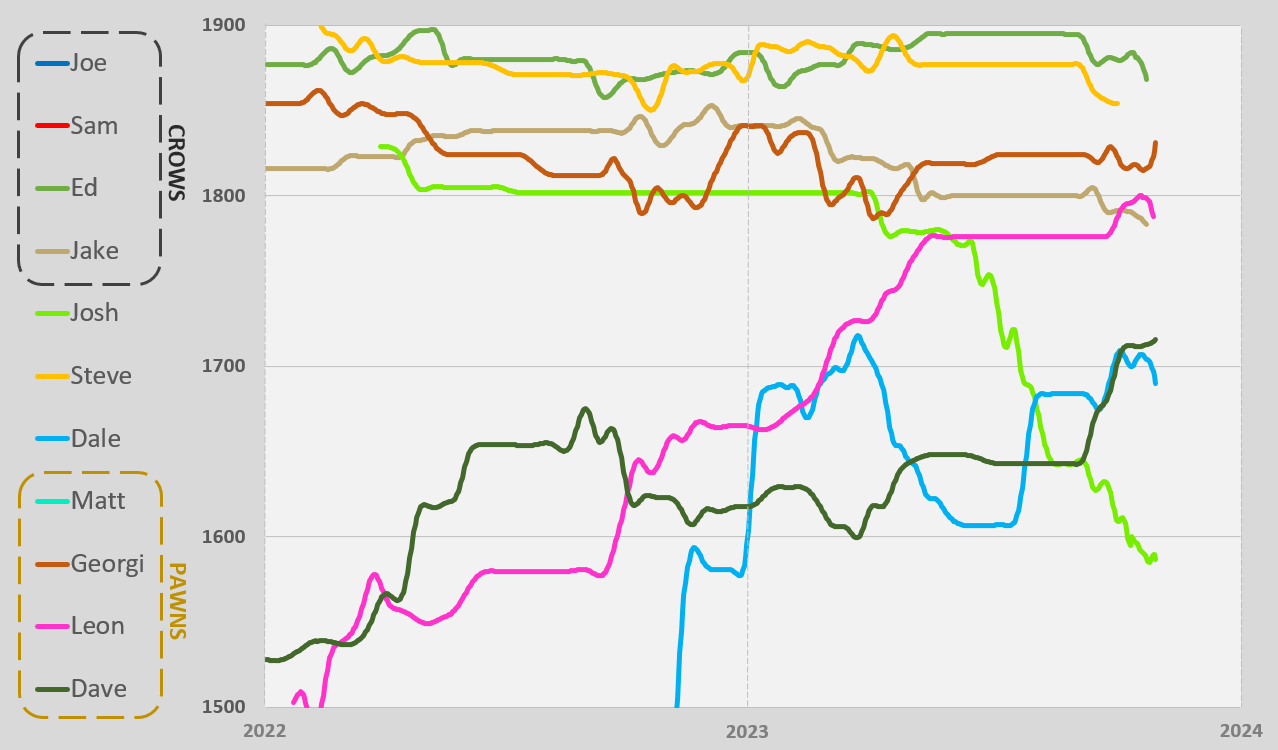 Joe
Sam
Ed
Jake
CROWS
Josh
Steve
Dale
Matt
Georgi
Leon
Dave
PAWNS
1900
1800
1700
1600
1500
2022
2023
2024